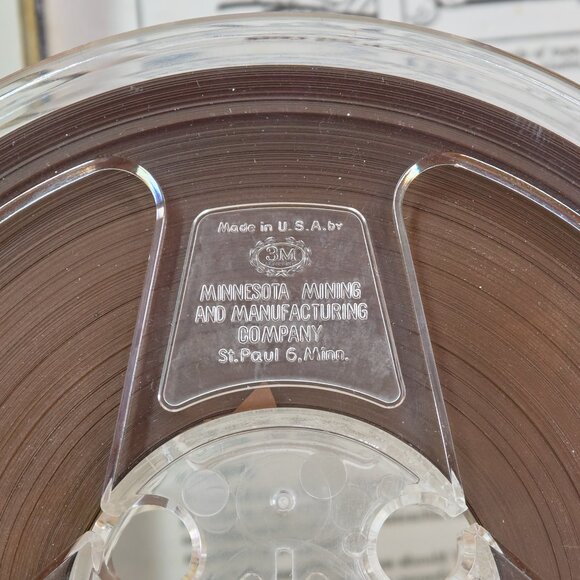 Made in U.S.A.by
3M
MINNESOTA MINING
AND MANUFACTURING
COMPANY
St.Paul 6,Minn.